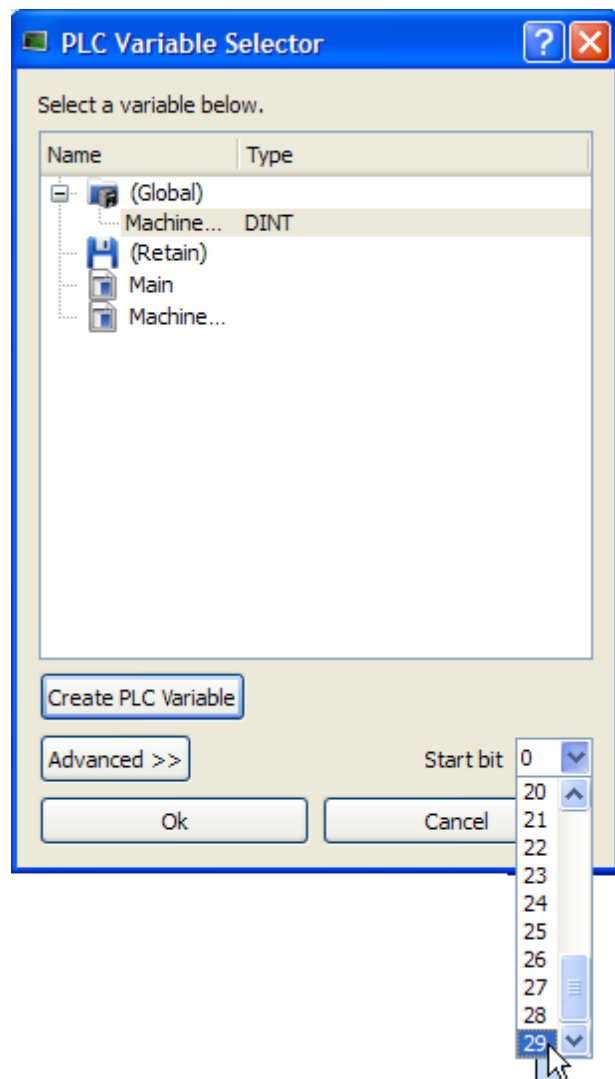 PLC Variable Selector
Select a variable below.
Name Type
(Global)
Machine... DINT
(Retain)
Main
Machine...
Create PLC Variable
Advanced >> Start bit 0
Ok Cancel
20
21
22
23
24
25
26
27
28
29